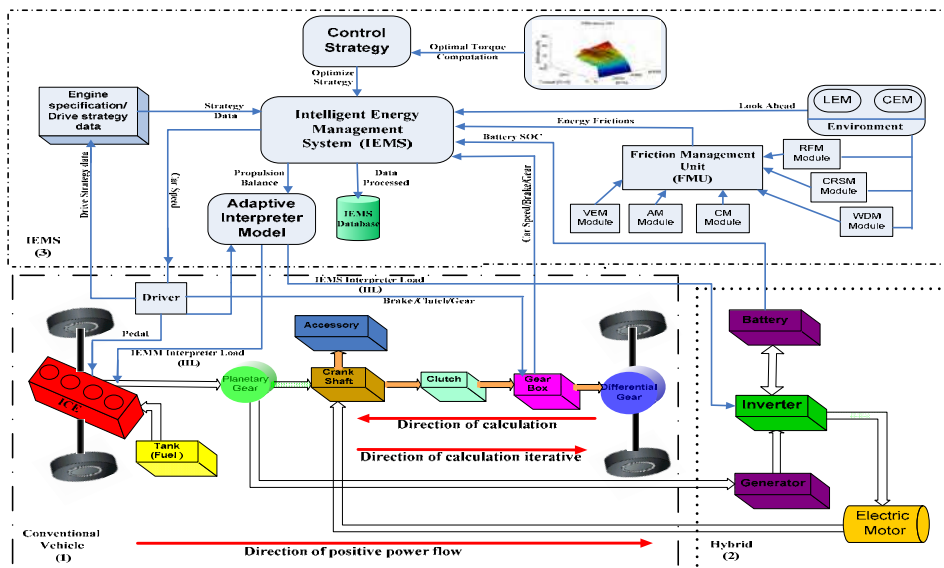 Control
Strategy
Optimal Torque
Computation
Optimize
Strategy
Engine
specification/
Drive strategy
data
Strategy
Data
Intelligent Energy
Management
System (IEMS)
Look Ahead
LEM
CEM
Environment
Energy Frictions
Battery SOC
Friction Management
Unit
(FMU)
RFM
Module
CRSM
Module
WDM
Module
VEM
Module
AM
Module
CM
Module
Drive Strategy data
Car Speed
Propulsion
Balance
Data
Processed
Adaptive
Interpreter
Model
IEMS
Database
Car Speed/Brake/Gear
IEMS
(3)
IEMS Interpreter Load
(IIL)
Driver
Brake/Clutch/Gear
Pedal
IEMM Interpreter Load
(IIL)
Accessory
Battery
ICE
Planetary
Gear
Crank
Shaft
Clutch
Gear
Box
Differential
Gear
Inverter
Direction of calculation
Tank
(Fuel)
Direction of calculation iterative
Generator
Electric
Motor
Conventional
Vehicle
(1)
Direction of positive power flow
Hybrid
(2)